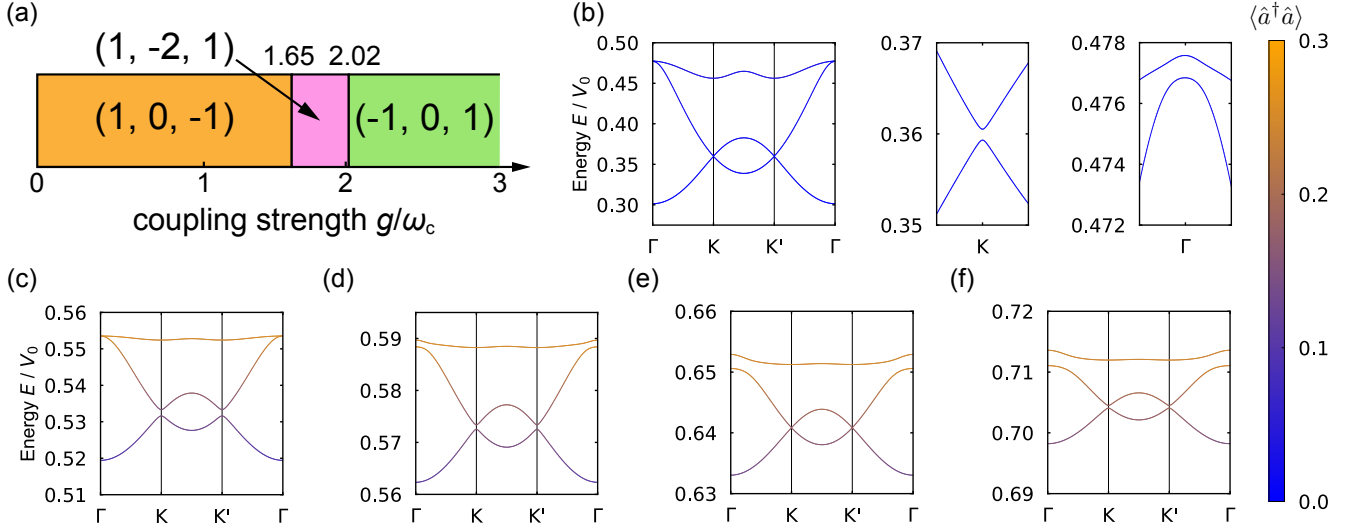 (a)
(1, -2, 1)
1.65 2.02
(1, 0, -1)
(-1, 0, 1)
0 1 2 3
coupling strength g/ω_c
(b)
Energy E / V_0
0.50
0.45
0.40
0.35
0.30
Γ K K' Γ
0.37
0.36
0.35
K
0.478
0.476
0.474
0.472
Γ
⟨â†â⟩
0.3
0.2
0.1
0.0
(c)
Energy E / V_0
0.56
0.55
0.54
0.53
0.52
0.51
Γ K K' Γ
(d)
0.59
0.58
0.57
0.56
Γ K K' Γ
(e)
0.66
0.65
0.64
0.63
Γ K K' Γ
(f)
0.72
0.71
0.70
0.69
Γ K K' Γ